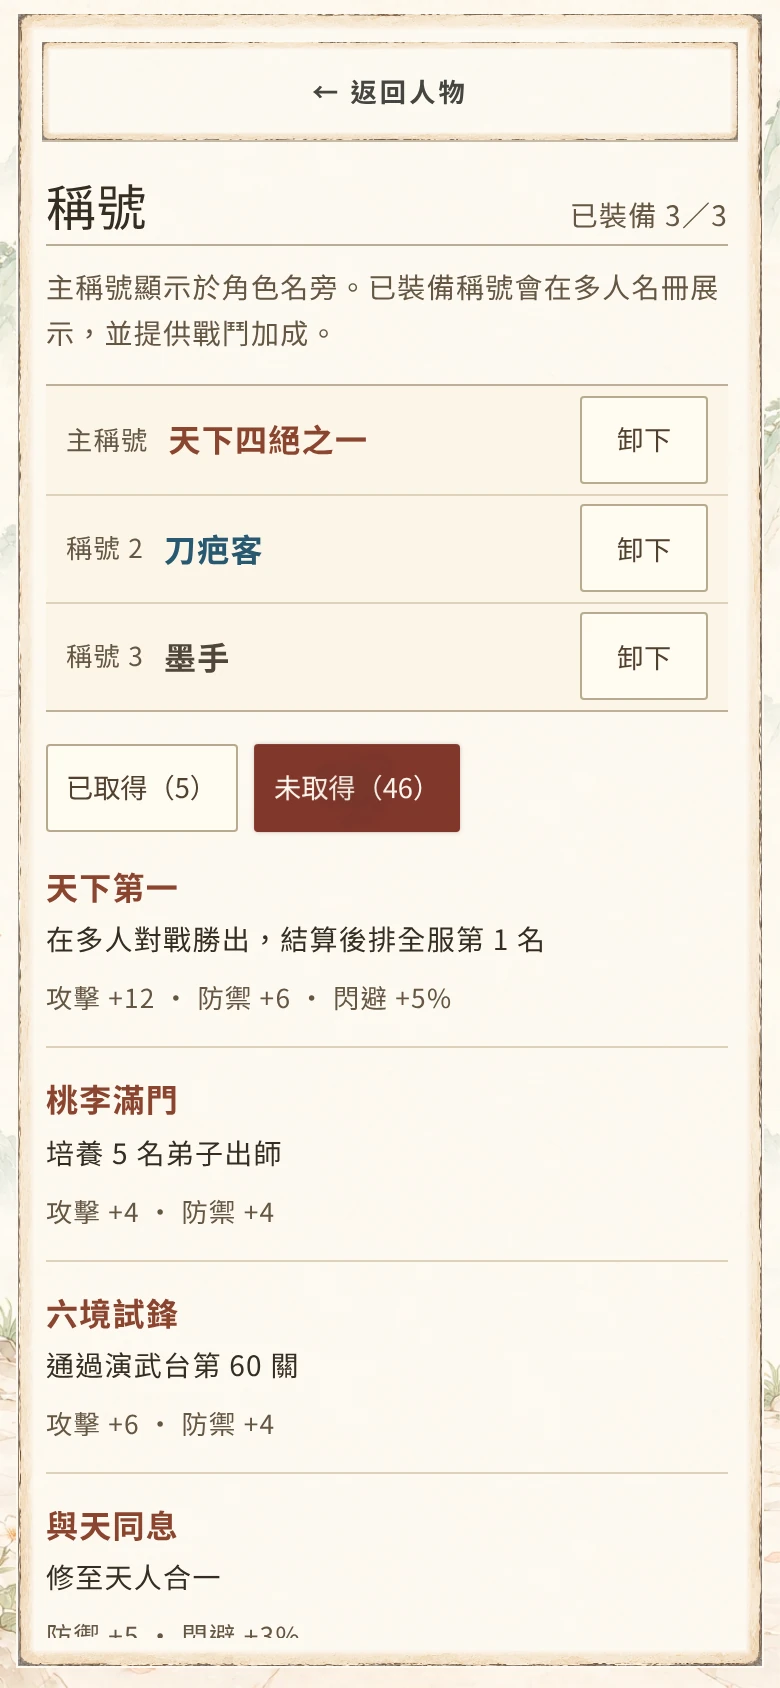 ← 返回人物
稱號
已裝備 3／3
主稱號顯示於角色名旁。已裝備稱號會在多人名冊展
示，並提供戰鬥加成。
主稱號 天下四絕之一 卸下
稱號 2 刀疤客 卸下
稱號 3 墨手 卸下
已取得（5） 未取得（46）
天下第一
在多人對戰勝出，結算後排全服第 1 名
攻擊 +12 · 防禦 +6 · 閃避 +5%
桃李滿門
培養 5 名弟子出師
攻擊 +4 · 防禦 +4
六境試鋒
通過演武台第 60 關
攻擊 +6 · 防禦 +4
與天同息
修至天人合一
防禦 +5 · 閃避 +3%